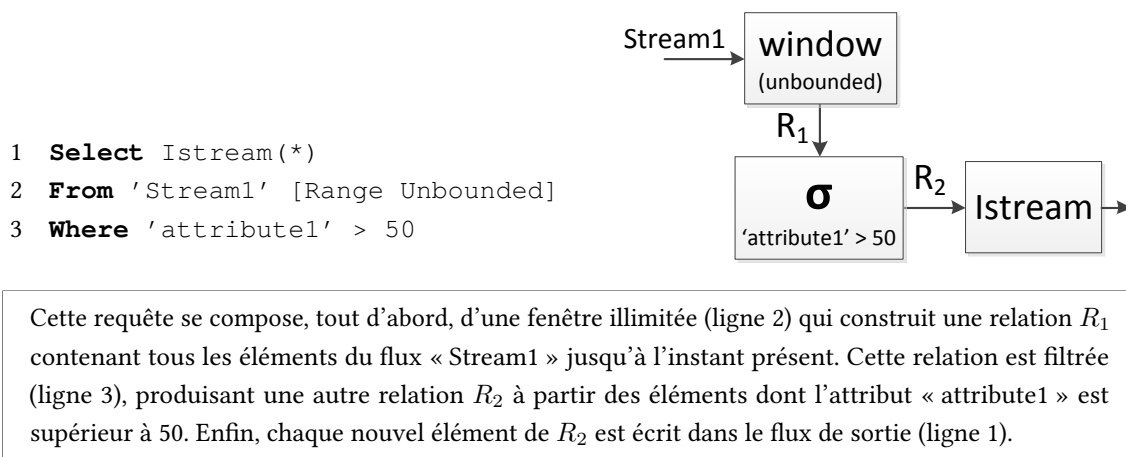 Stream1
window
(unbounded)
R1
1 Select Istream(*)
2 From 'Stream1' [Range Unbounded]
3 Where 'attribute1' > 50
σ
'attribute1' > 50
R2
Istream
Cette requête se compose, tout d'abord, d'une fenêtre illimitée (ligne 2) qui construit une relation R1
contenant tous les éléments du flux « Stream1 » jusqu'à l'instant présent. Cette relation est filtrée
(ligne 3), produisant une autre relation R2 à partir des éléments dont l'attribut « attribute1 » est
supérieur à 50. Enfin, chaque nouvel élément de R2 est écrit dans le flux de sortie (ligne 1).